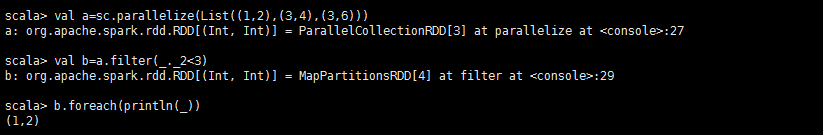 scala> val a=sc.parallelize(List((1,2),(3,4),(3,6)))
a: org.apache.spark.rdd.RDD[(Int, Int)] = ParallelCollectionRDD[3] at parallelize at <console>:27
scala> val b=a.filter(_._2<3)
b: org.apache.spark.rdd.RDD[(Int, Int)] = MapPartitionsRDD[4] at filter at <console>:29
scala> b.foreach(println(_))
(1,2)